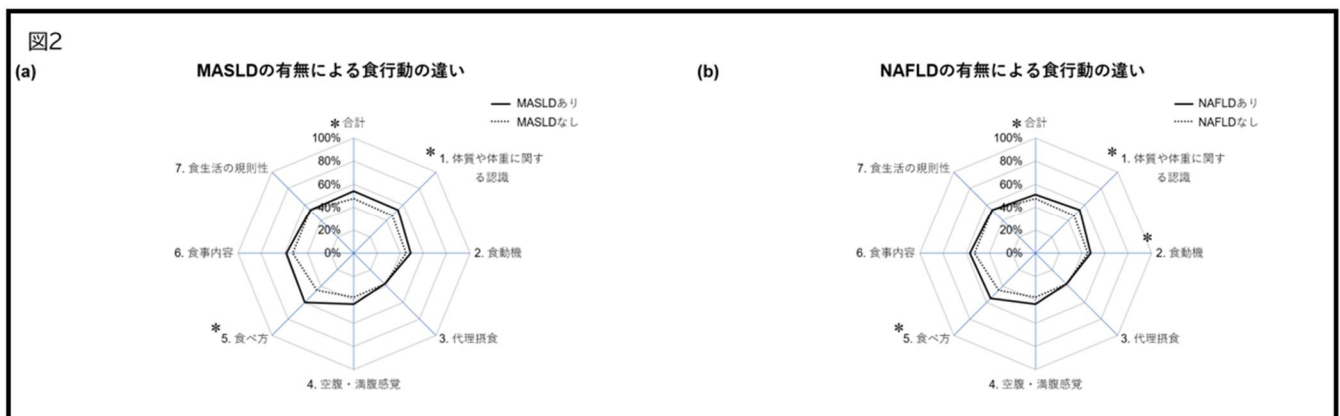 図2
(a)
MASLDの有無による食行動の違い
MASLDあり
MASLDなし
＊合計
100%
80%
60%
40%
20%
0%
＊
1. 体質や体重に関す
る認識
2. 食動機
3. 代理摂食
4. 空腹・満腹感覚
＊
5. 食べ方
6. 食事内容
7. 食生活の規則性
(b)
NAFLDの有無による食行動の違い
NAFLDあり
NAFLDなし
＊合計
100%
80%
60%
40%
20%
0%
＊
1. 体質や体重に関す
る認識
＊
2. 食動機
3. 代理摂食
4. 空腹・満腹感覚
＊
5. 食べ方
6. 食事内容
7. 食生活の規則性